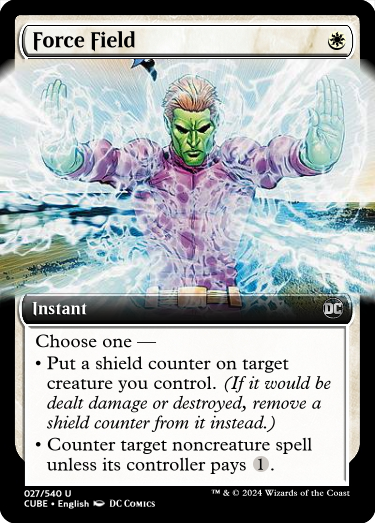 Force Field
Instant
DC
Choose one —
• Put a shield counter on target
creature you control. (If it would be
dealt damage or destroyed, remove a
shield counter from it instead.)
• Counter target noncreature spell
unless its controller pays 1.
027/540 U
CUBE • English DC Comics
™ & © 2024 Wizards of the Coast